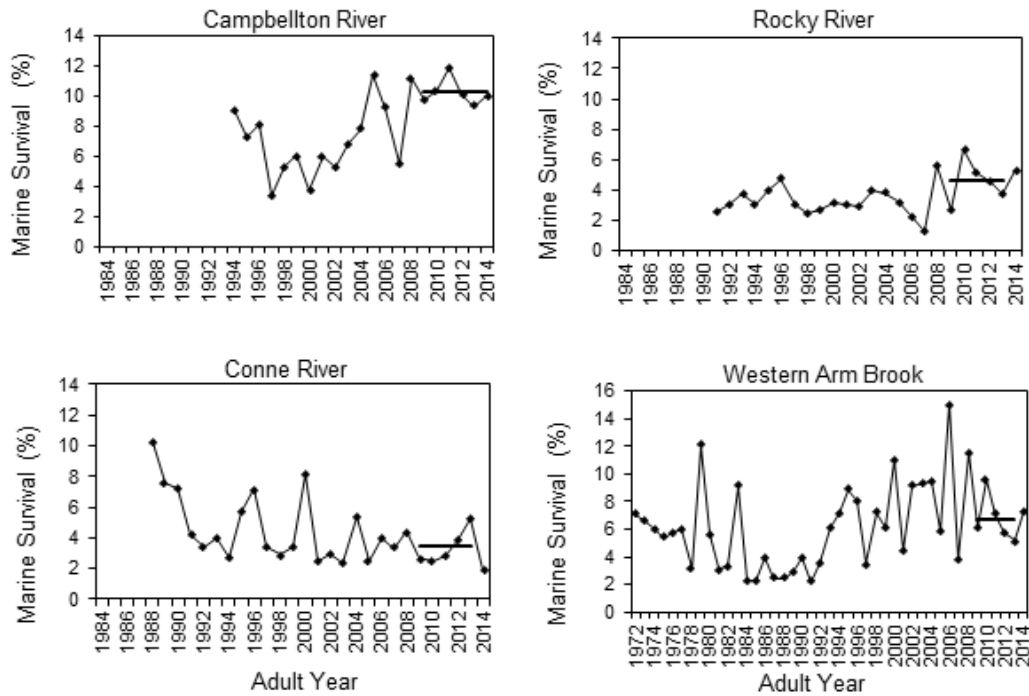 Campbellton River
Marine Survival (%)
14
12
10
8
6
4
2
0
1984 1986 1988 1990 1992 1994 1996 1998 2000 2002 2004 2006 2008 2010 2012 2014
Rocky River
Marine Survival (%)
14
12
10
8
6
4
2
0
1984 1986 1988 1990 1992 1994 1996 1998 2000 2002 2004 2006 2008 2010 2012 2014
Conne River
Marine Survival (%)
14
12
10
8
6
4
2
0
1984 1986 1988 1990 1992 1994 1996 1998 2000 2002 2004 2006 2008 2010 2012 2014
Adult Year
Western Arm Brook
Marine Survival (%)
16
14
12
10
8
6
4
2
0
1972 1974 1976 1978 1980 1982 1984 1986 1988 1990 1992 1994 1996 1998 2000 2002 2004 2006 2008 2010 2012 2014
Adult Year